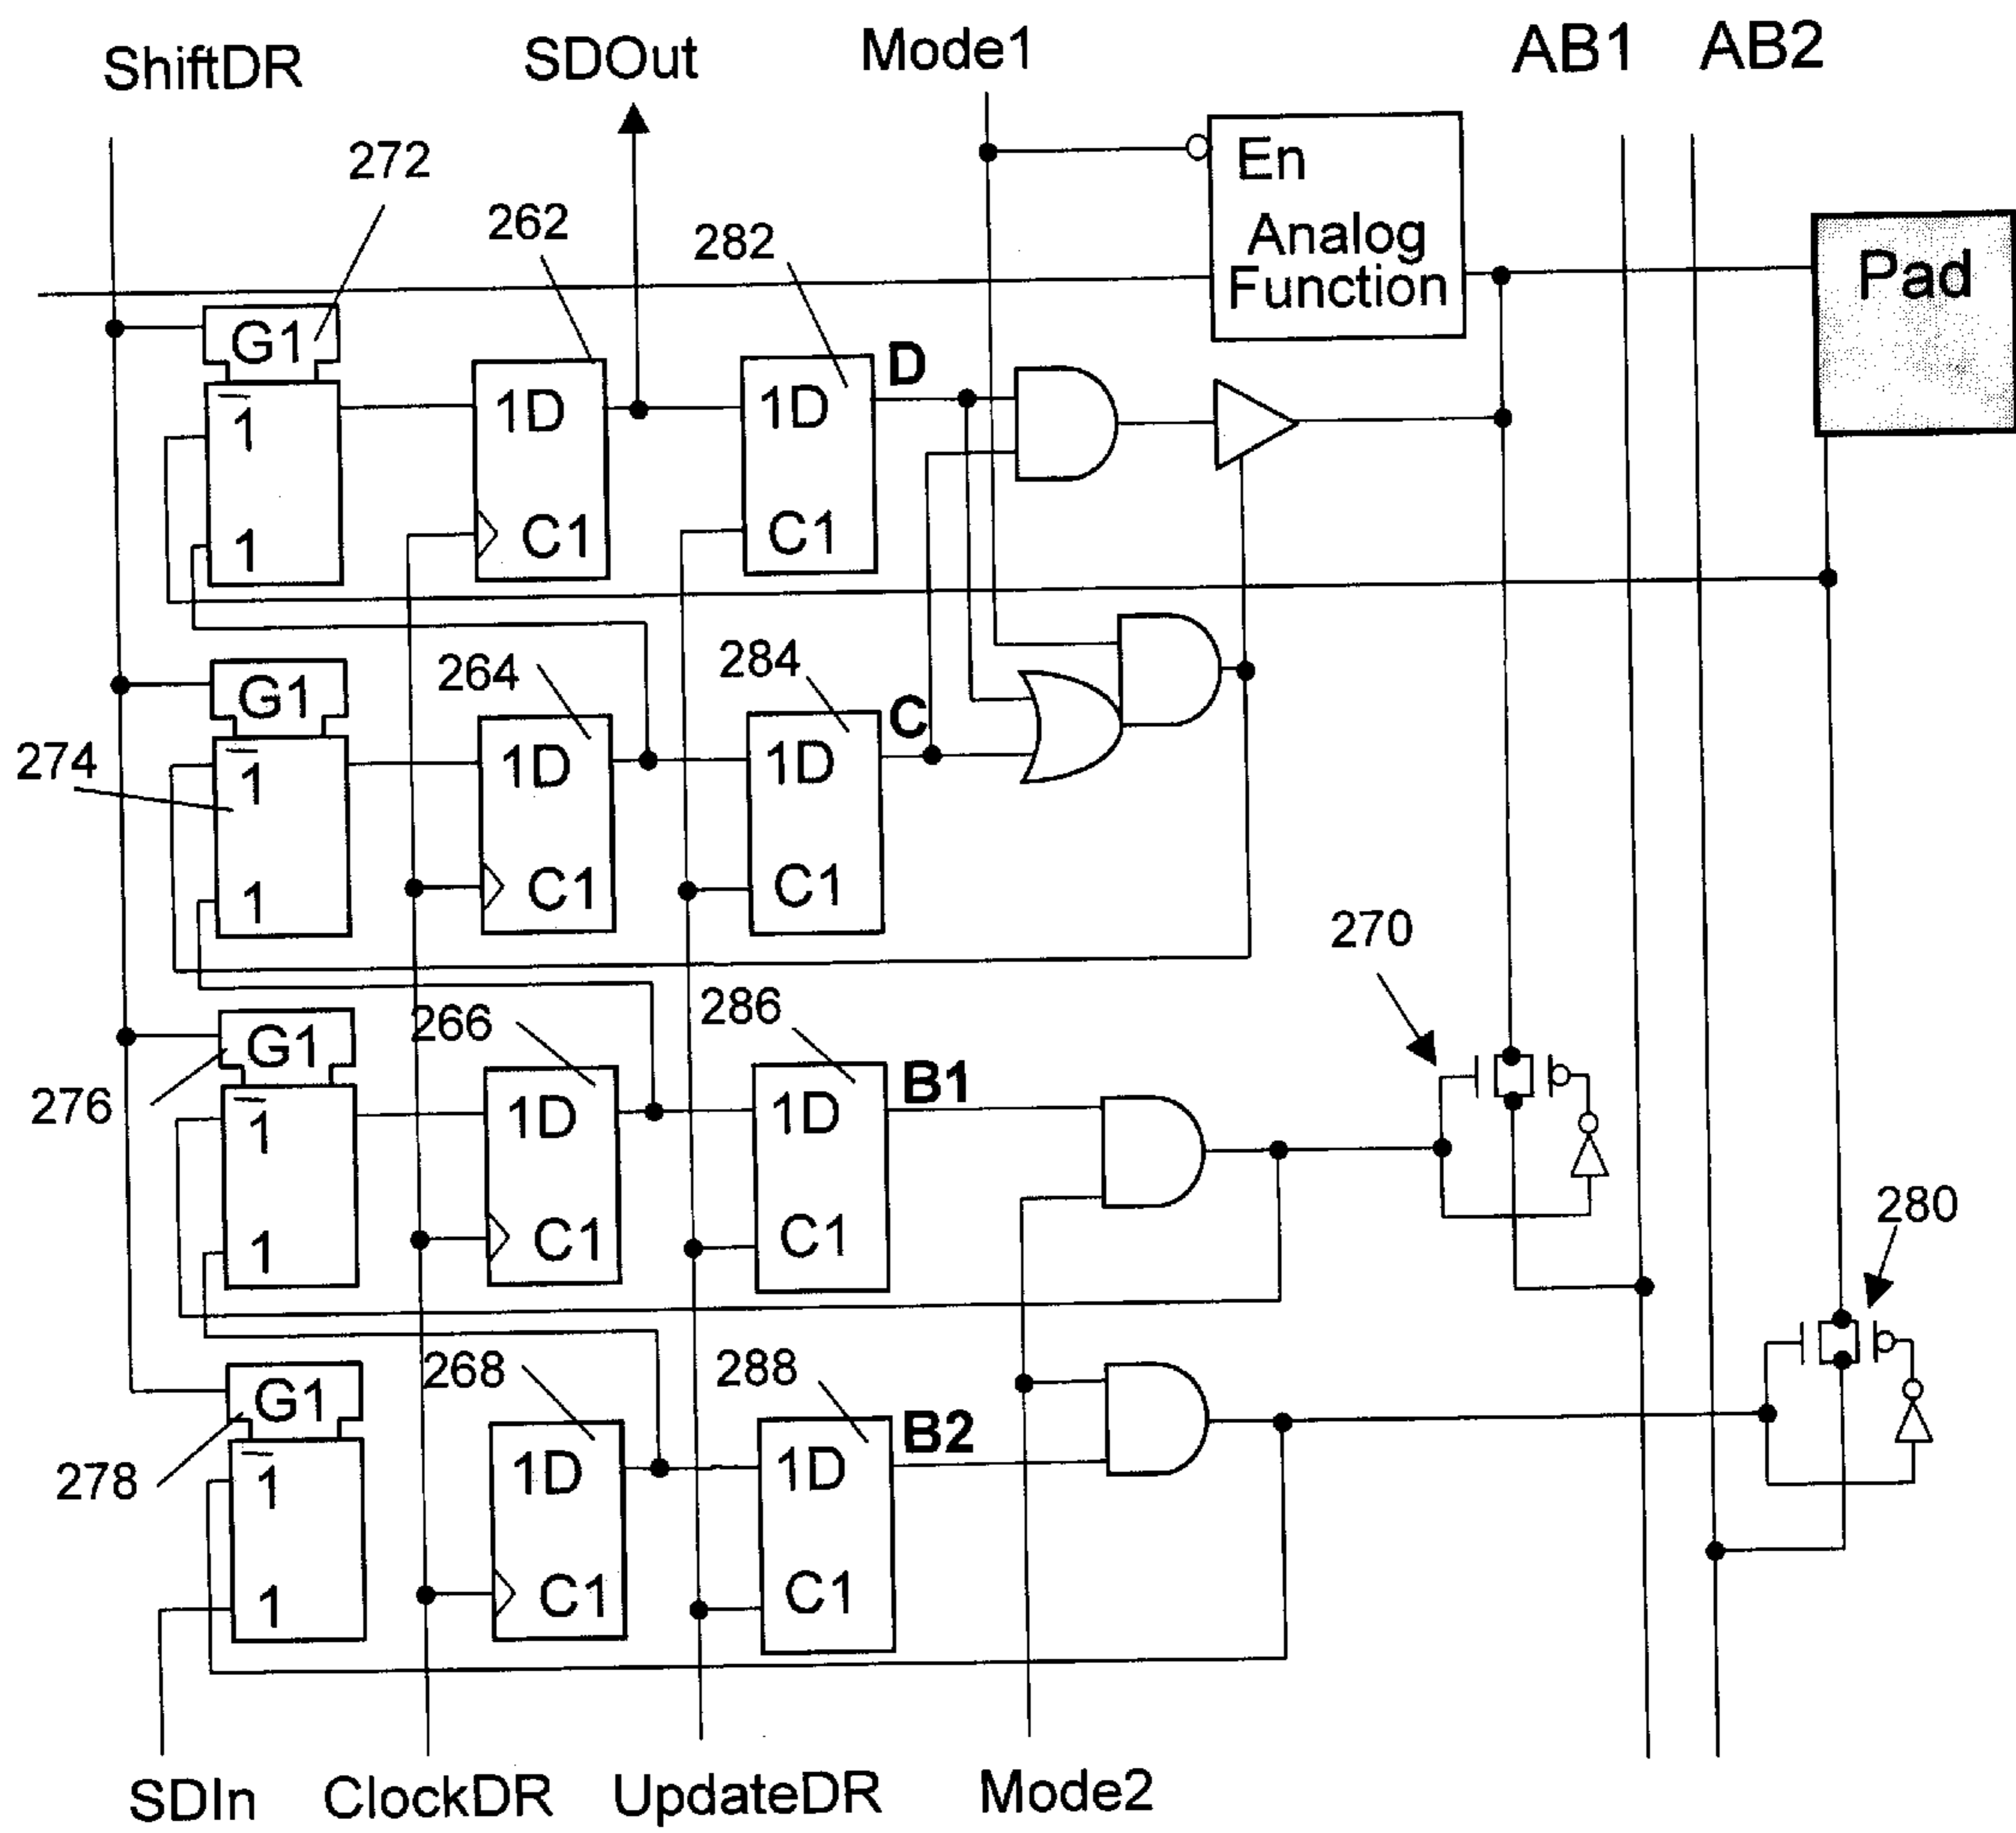 ShiftDR
SDOut
Mode1
AB1
AB2
272
262
282
En
Analog
Function
Pad
G1
1
1
1D
C1
1D
C1
D
264
284
G1
274
1
1
1D
C1
1D
C1
C
270
266
286
G1
276
1
1
1D
C1
1D
C1
B1
280
268
288
G1
278
1
1
1D
C1
1D
C1
B2
SDIn
ClockDR
UpdateDR
Mode2